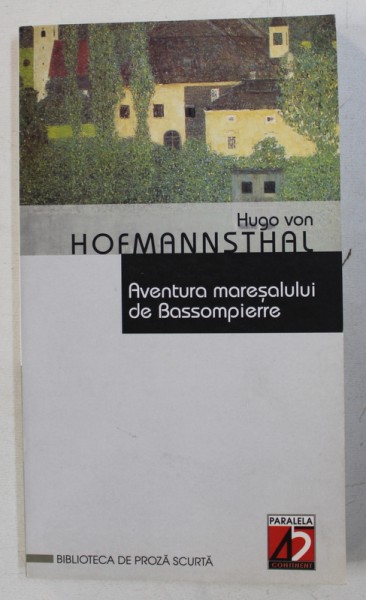 Hugo von
HOFMANNSTHAL
Aventura mareşalului
de Bassompierre
PARALELA
45
CONTINENT
BIBLIOTECA DE PROZĂ SCURTĂ